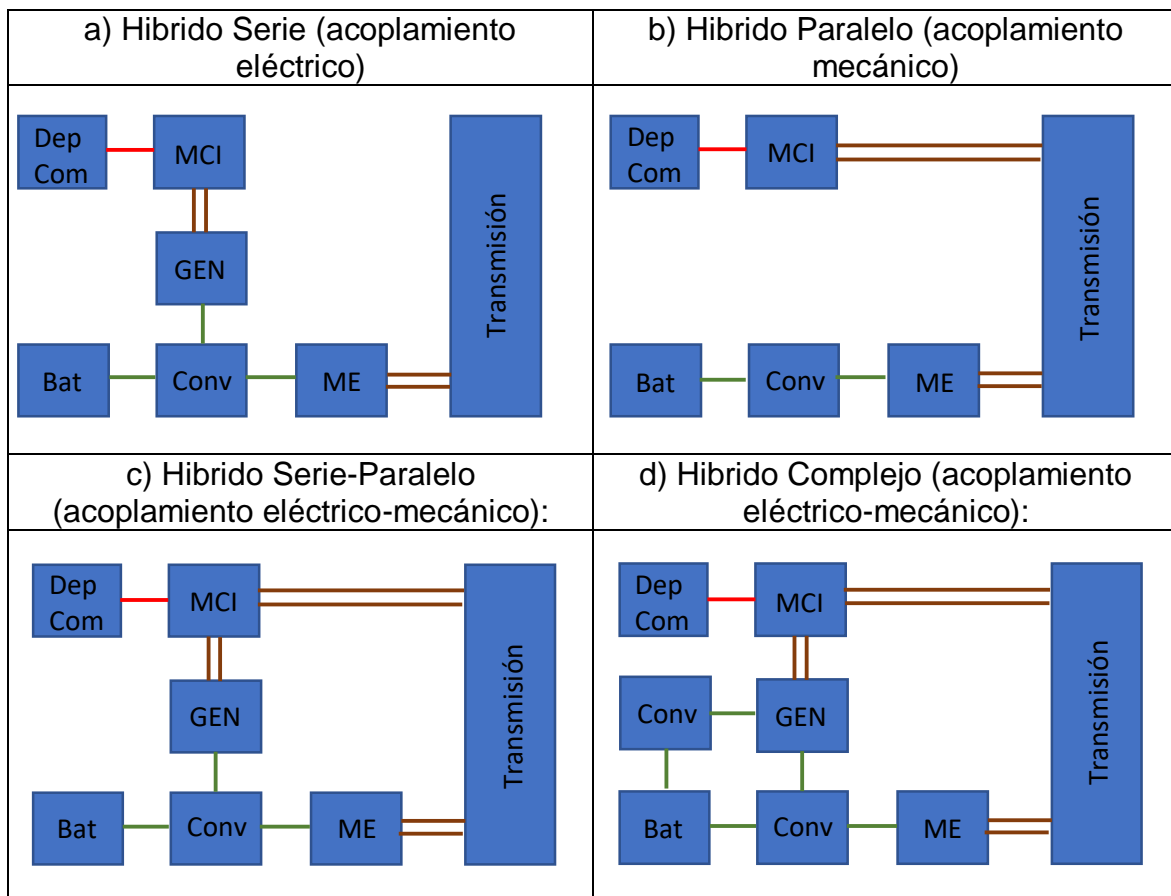 a) Hibrido Serie (acoplamiento
eléctrico)
b) Hibrido Paralelo (acoplamiento
mecánico)
Dep
Com
MCI
GEN
Bat
Conv
ME
Transmisión
Dep
Com
MCI
Bat
Conv
ME
Transmisión
c) Hibrido Serie-Paralelo
(acoplamiento eléctrico-mecánico):
d) Hibrido Complejo (acoplamiento
eléctrico-mecánico):
Dep
Com
MCI
GEN
Bat
Conv
ME
Transmisión
Dep
Com
MCI
Conv
GEN
Bat
Conv
ME
Transmisión